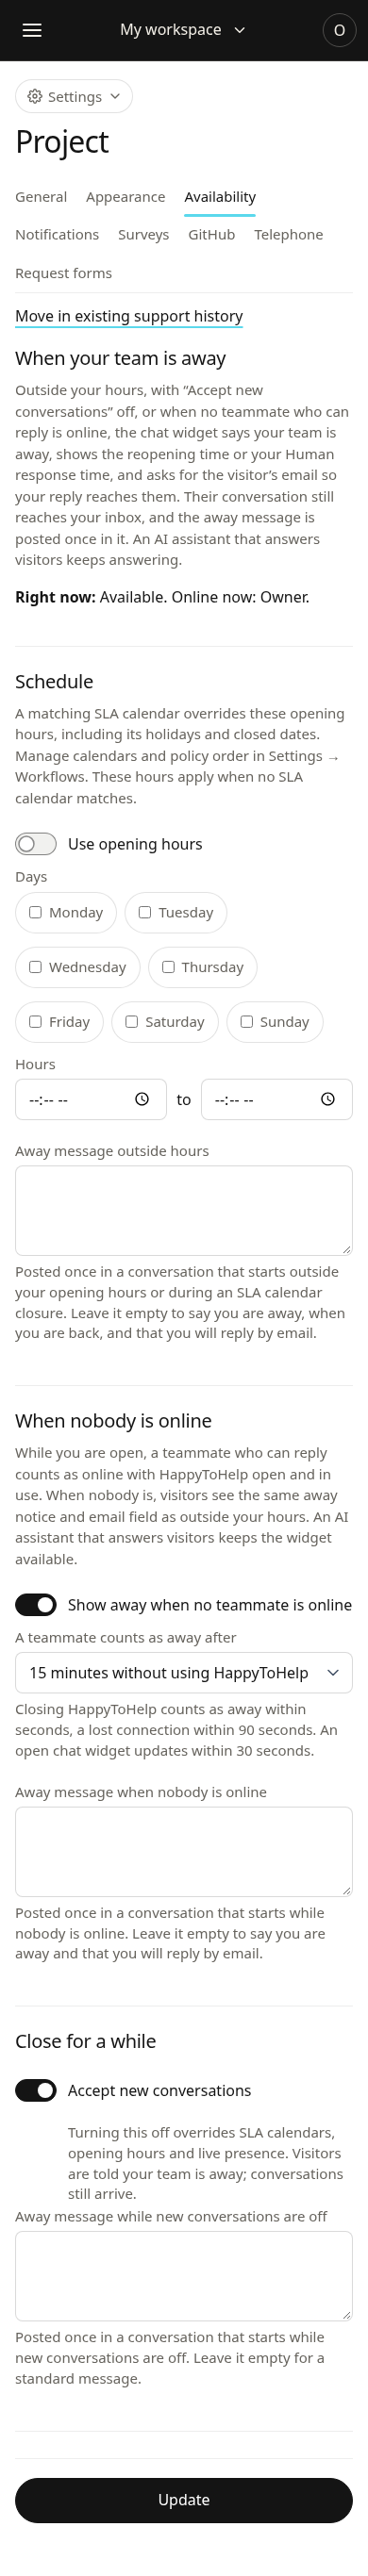 My workspace
O
Settings
Project
General Appearance Availability
Notifications Surveys GitHub Telephone
Request forms
Move in existing support history
When your team is away
Outside your hours, with “Accept new
conversations” off, or when no teammate who can
reply is online, the chat widget says your team is
away, shows the reopening time or your Human
response time, and asks for the visitor’s email so
your reply reaches them. Their conversation still
reaches your inbox, and the away message is
posted once in it. An AI assistant that answers
visitors keeps answering.
Right now: Available. Online now: Owner.
Schedule
A matching SLA calendar overrides these opening
hours, including its holidays and closed dates.
Manage calendars and policy order in Settings →
Workflows. These hours apply when no SLA
calendar matches.
Use opening hours
Days
Monday Tuesday
Wednesday Thursday
Friday Saturday Sunday
Hours
--:-- -- to --:-- --
Away message outside hours
Posted once in a conversation that starts outside
your opening hours or during an SLA calendar
closure. Leave it empty to say you are away, when
you are back, and that you will reply by email.
When nobody is online
While you are open, a teammate who can reply
counts as online with HappyToHelp open and in
use. When nobody is, visitors see the same away
notice and email field as outside your hours. An AI
assistant that answers visitors keeps the widget
available.
Show away when no teammate is online
A teammate counts as away after
15 minutes without using HappyToHelp
Closing HappyToHelp counts as away within
seconds, a lost connection within 90 seconds. An
open chat widget updates within 30 seconds.
Away message when nobody is online
Posted once in a conversation that starts while
nobody is online. Leave it empty to say you are
away and that you will reply by email.
Close for a while
Accept new conversations
Turning this off overrides SLA calendars,
opening hours and live presence. Visitors
are told your team is away; conversations
still arrive.
Away message while new conversations are off
Posted once in a conversation that starts while
new conversations are off. Leave it empty for a
standard message.
Update